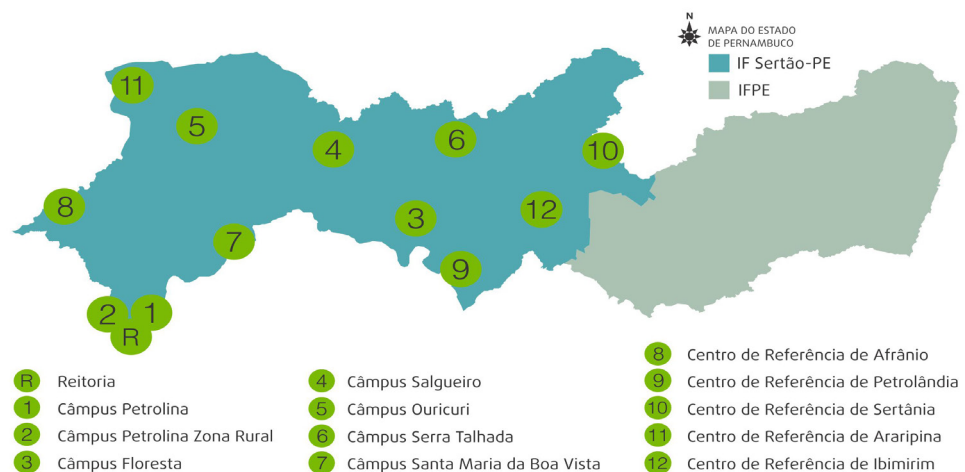 N
MAPA DO ESTADO
DE PERNAMBUCO
IF Sertão-PE
IFPE
11
5
4
6
10
8
3
12
7
9
2
1
R
R Reitoria
1 Câmpus Petrolina
2 Câmpus Petrolina Zona Rural
3 Câmpus Floresta
4 Câmpus Salgueiro
5 Câmpus Ouricuri
6 Câmpus Serra Talhada
7 Câmpus Santa Maria da Boa Vista
8 Centro de Referência de Afrânio
9 Centro de Referência de Petrolândia
10 Centro de Referência de Sertânia
11 Centro de Referência de Araripina
12 Centro de Referência de Ibimirim